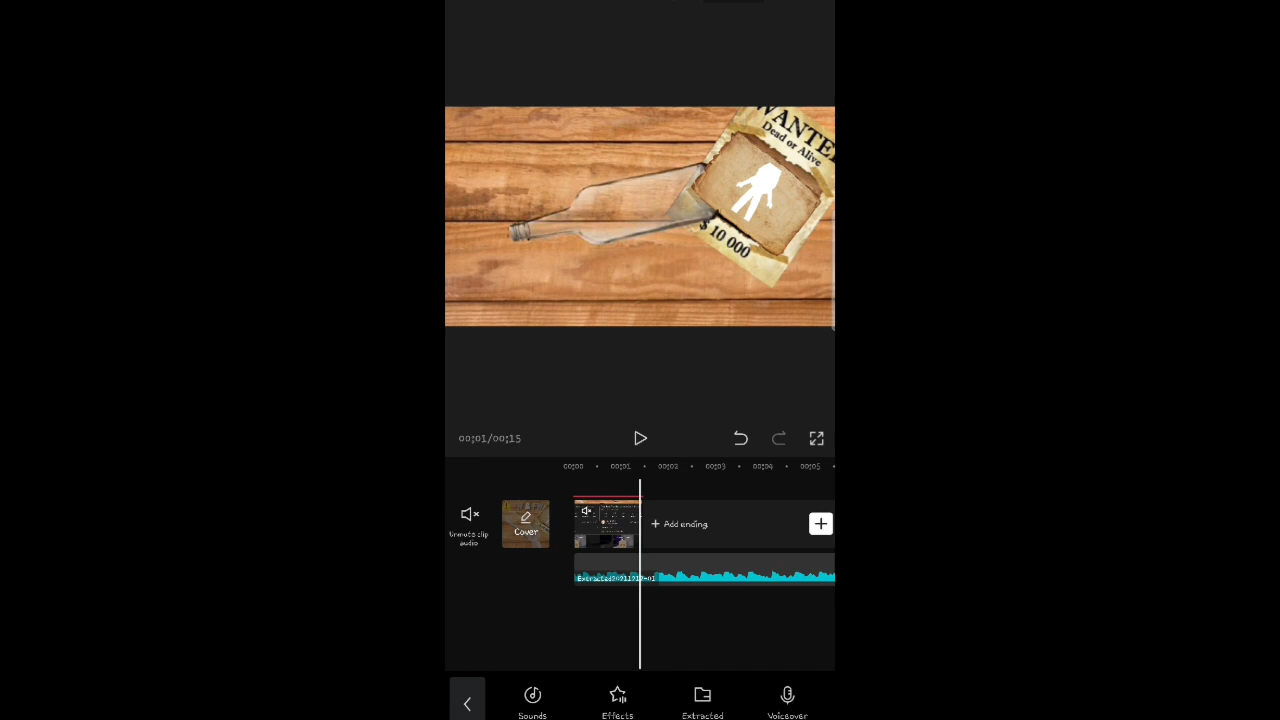 WANTE
Dead or Alive
$ 10 000
00:01/00:15
00:00 00:01 00:02 00:03 00:04 00:05
Unmute clip
audio
Cover
+ Add ending
Sounds
Effects
Extracted
Voiceover